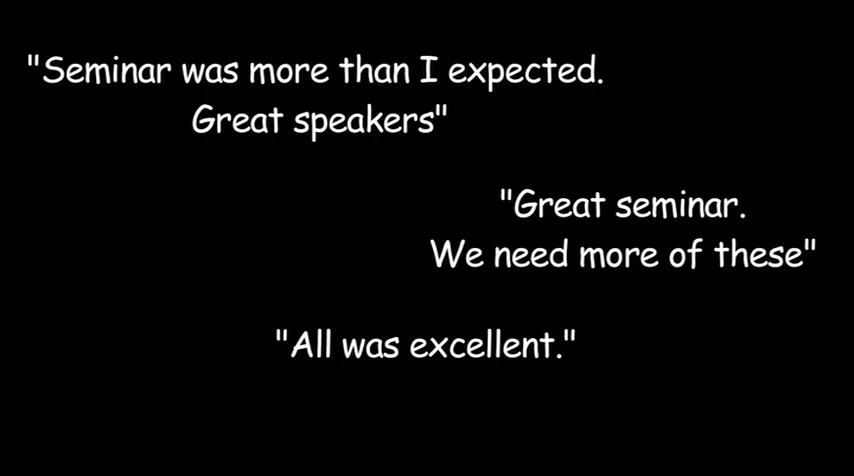 "Seminar was more than I expected.
Great speakers"
"Great seminar.
We need more of these"
"All was excellent."